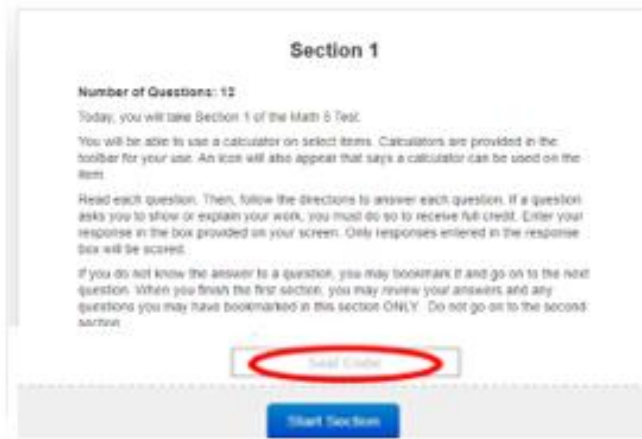 Section 1
Number of Questions: 12
Today, you will take Section 1 of the Math 5 Test.
You will be able to use a calculator on select items. Calculators are provided in the
toolbar for your use. An icon will also appear that says a calculator can be used on the
item.
Read each question. Then, follow the directions to answer each question. If a question
asks you to show or explain your work, you must do so to receive full credit. Enter your
response in the box provided on your screen. Only responses entered in the response
box will be scored.
If you do not know the answer to a question, you may bookmark it and go on to the next
question. When you finish the first section, you may review your answers and any
questions you may have bookmarked in this section ONLY. Do not go on to the second
section
Seal Code
Start Section